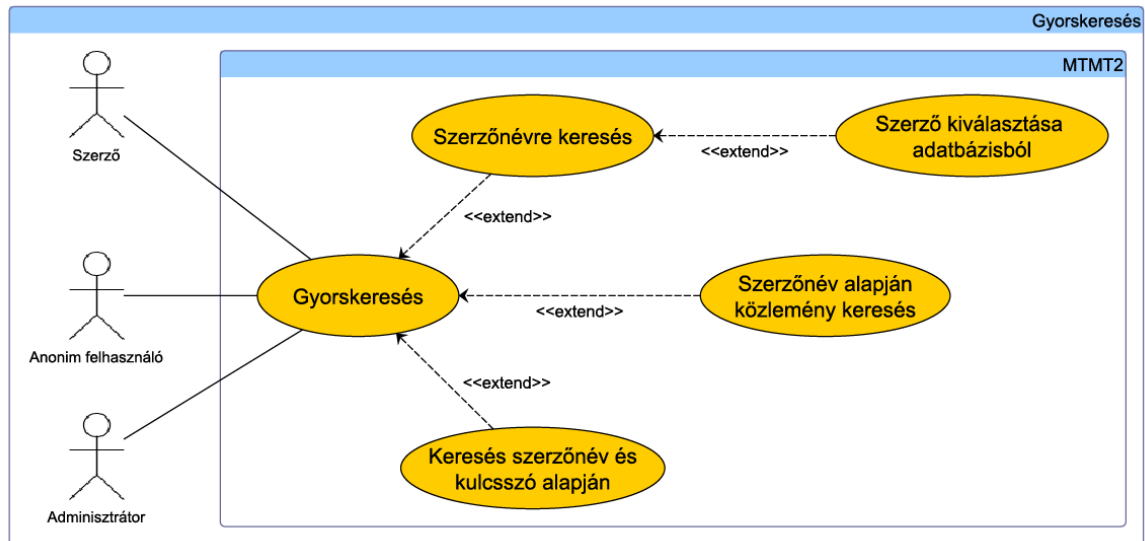 Gyorskeresés
MTMT2
Szerző
Szerzőnévre keresés
<<extend>>
Szerző kiválasztása
adatbázisból
<<extend>>
Anonim felhasználó
Gyorskeresés
<<extend>>
Szerzőnév alapján
közlemény keresés
<<extend>>
Adminisztrátor
Keresés szerzőnév és
kulcsszó alapján